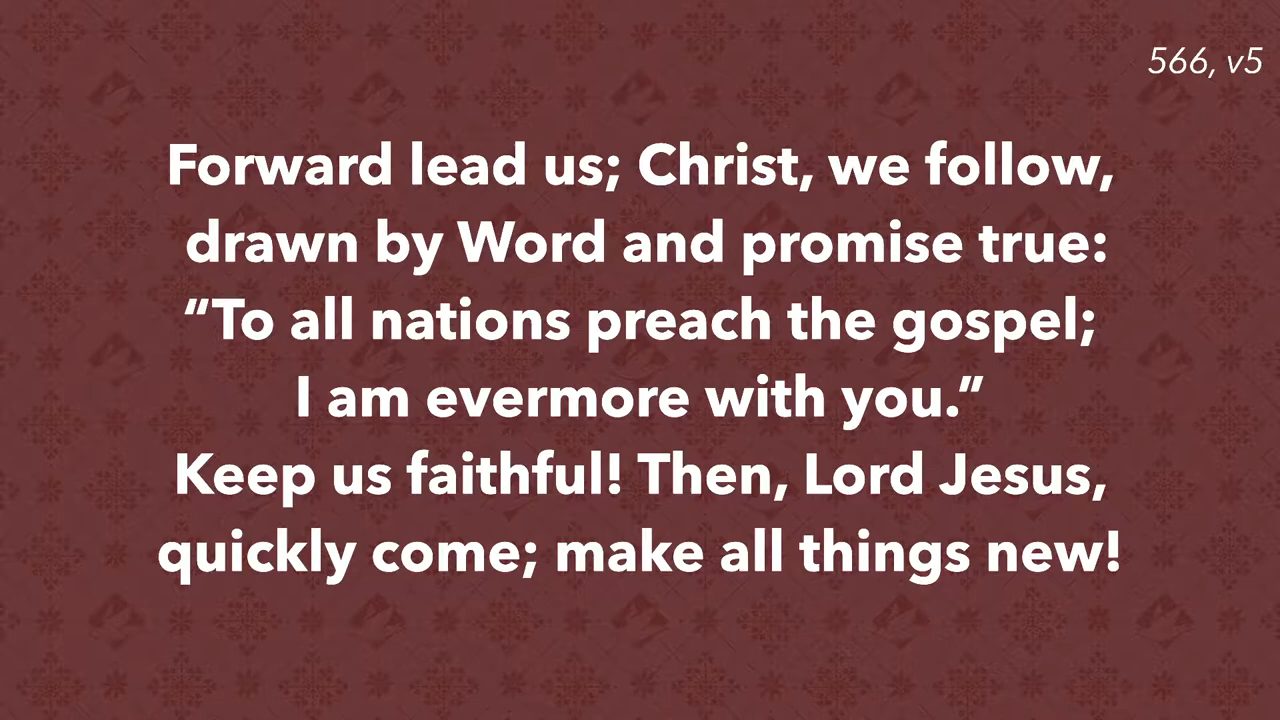 566, v5
Forward lead us; Christ, we follow,
drawn by Word and promise true:
“To all nations preach the gospel;
I am evermore with you.”
Keep us faithful! Then, Lord Jesus,
quickly come; make all things new!